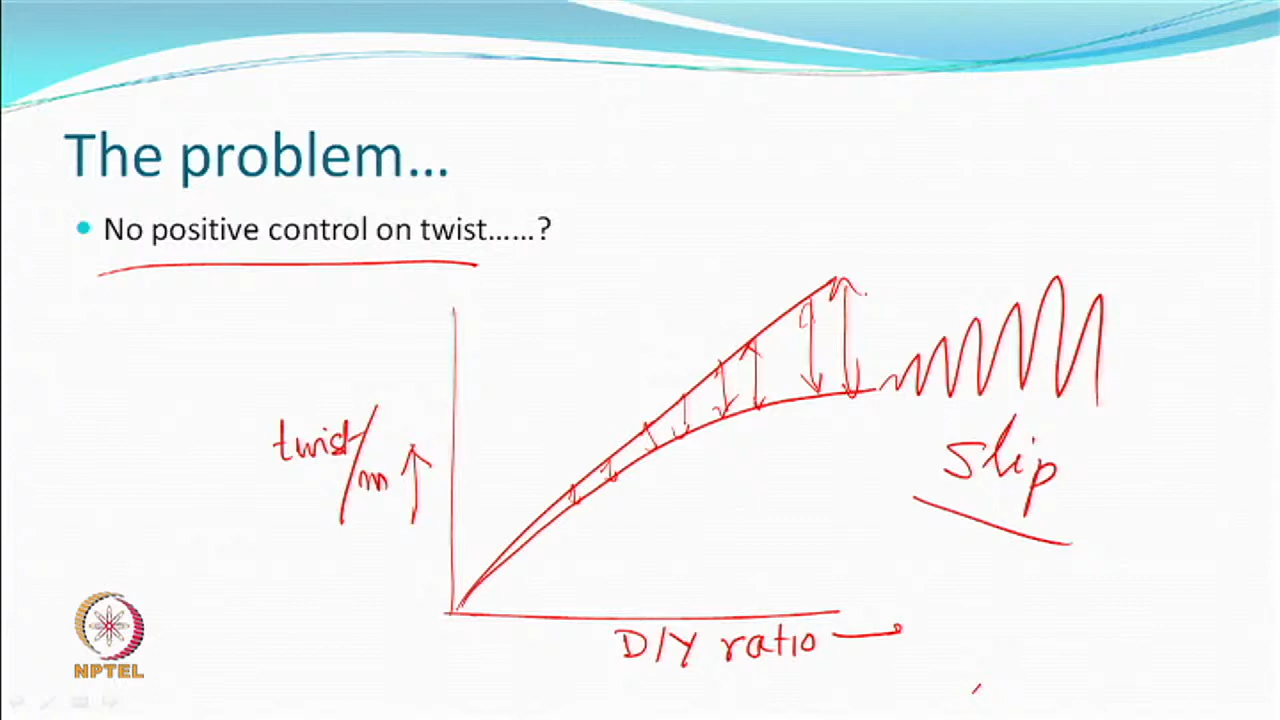 The problem...
No positive control on twist......?
twist/m
slip
D/Y ratio
NPTEL